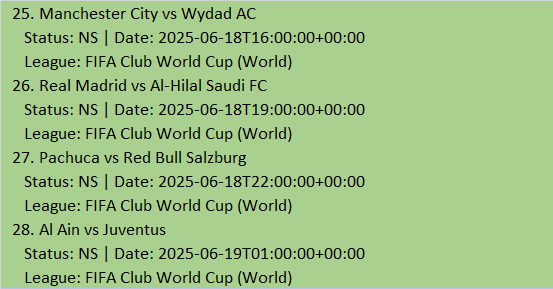 25. Manchester City vs Wydad AC
Status: NS | Date: 2025-06-18T16:00:00+00:00
League: FIFA Club World Cup (World)
26. Real Madrid vs Al-Hilal Saudi FC
Status: NS | Date: 2025-06-18T19:00:00+00:00
League: FIFA Club World Cup (World)
27. Pachuca vs Red Bull Salzburg
Status: NS | Date: 2025-06-18T22:00:00+00:00
League: FIFA Club World Cup (World)
28. Al Ain vs Juventus
Status: NS | Date: 2025-06-19T01:00:00+00:00
League: FIFA Club World Cup (World)